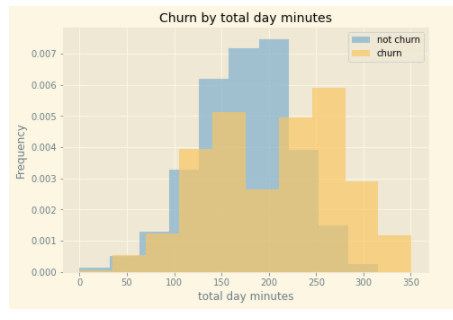 Churn by total day minutes
not churn
churn
Frequency
0.007
0.006
0.005
0.004
0.003
0.002
0.001
0.000
0 50 100 150 200 250 300 350
total day minutes